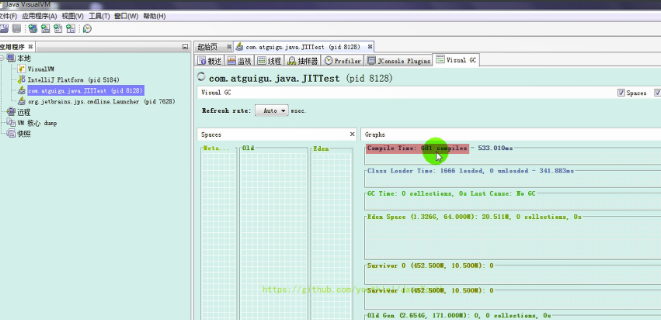 Java VisualVM
文件(F) 应用程序(A) 视图(V) 工具(T) 窗口(W) 帮助(H)
应用程序
起始页
com.atguigu.java.JITTest (pid 8128)
本地
VisualVM
IntelliJ Platform (pid 5184)
com.atguigu.java.JITTest (pid 8128)
org.jetbrains.jps.cmdline.Launcher (pid 7628)
远程
VM 核心 dump
快照
概述 监视 线程 抽样器 Profiler JConsole Plugins Visual GC
com.atguigu.java.JITTest (pid 8128)
Visual GC
Spaces
Refresh rate: Auto msec.
Spaces
Graphs
Meta... Old Eden
Compile Time: 681 compiles - 533.010ms
Class Loader Time: 1666 loaded, 0 unloaded - 341.883ms
GC Time: 0 collections, 0s Last Cause: No GC
Eden Space (1.326G, 64.000M): 20.511M, 0 collections, 0s
Survivor 0 (452.500M, 10.500M): 0
Survivor 1 (452.500M, 10.500M): 0
Old Gen (2.654G, 171.000M): 0, 0 collections, 0s